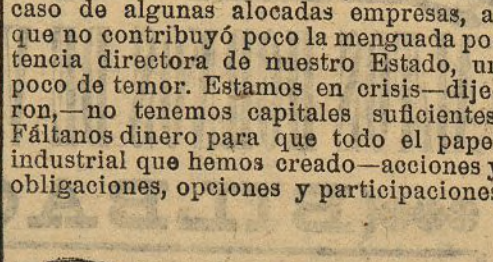 caso de algunas alocadas empresas, a
que no contribuyó poco la menguada po-
tencia directora de nuestro Estado, un
poco de temor. Estamos en crisis—dije-
ron,—no tenemos capitales suficientes
Fáltanos dinero para que todo el pape
industrial que hemos creado—acciones y
obligaciones, opciones y participaciones